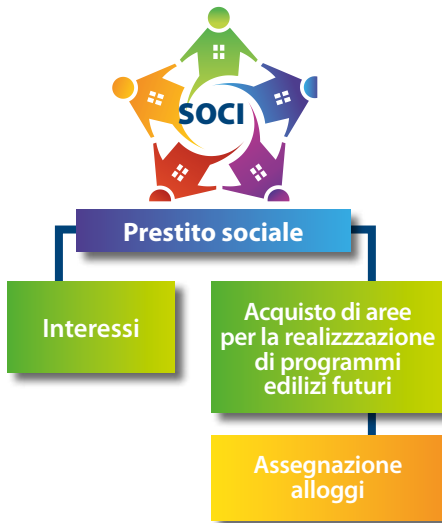 SOCI
Prestito sociale
Interessi
Acquisto di aree
per la realizzzazione
di programmi
edilizi futuri
Assegnazione
alloggi